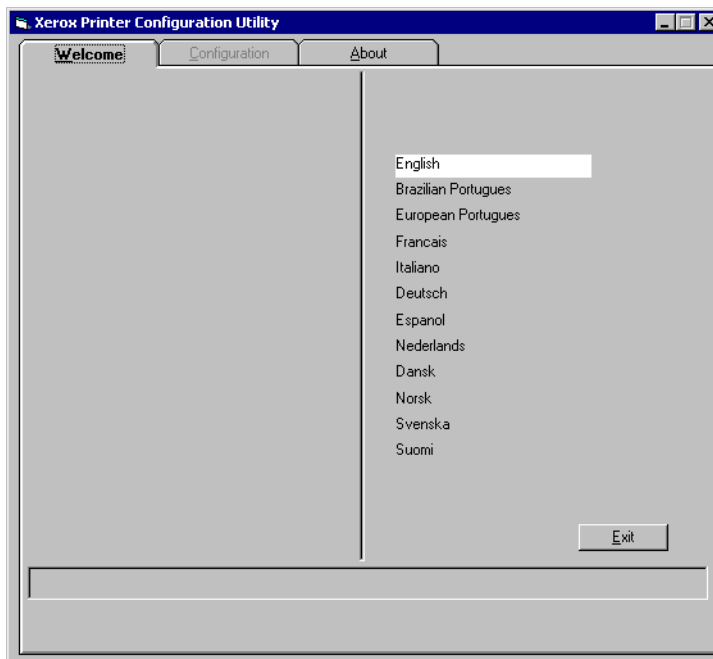 Xerox Printer Configuration Utility
Welcome Configuration About
English
Brazilian Portugues
European Portugues
Francais
Italiano
Deutsch
Espanol
Nederlands
Dansk
Norsk
Svenska
Suomi
Exit